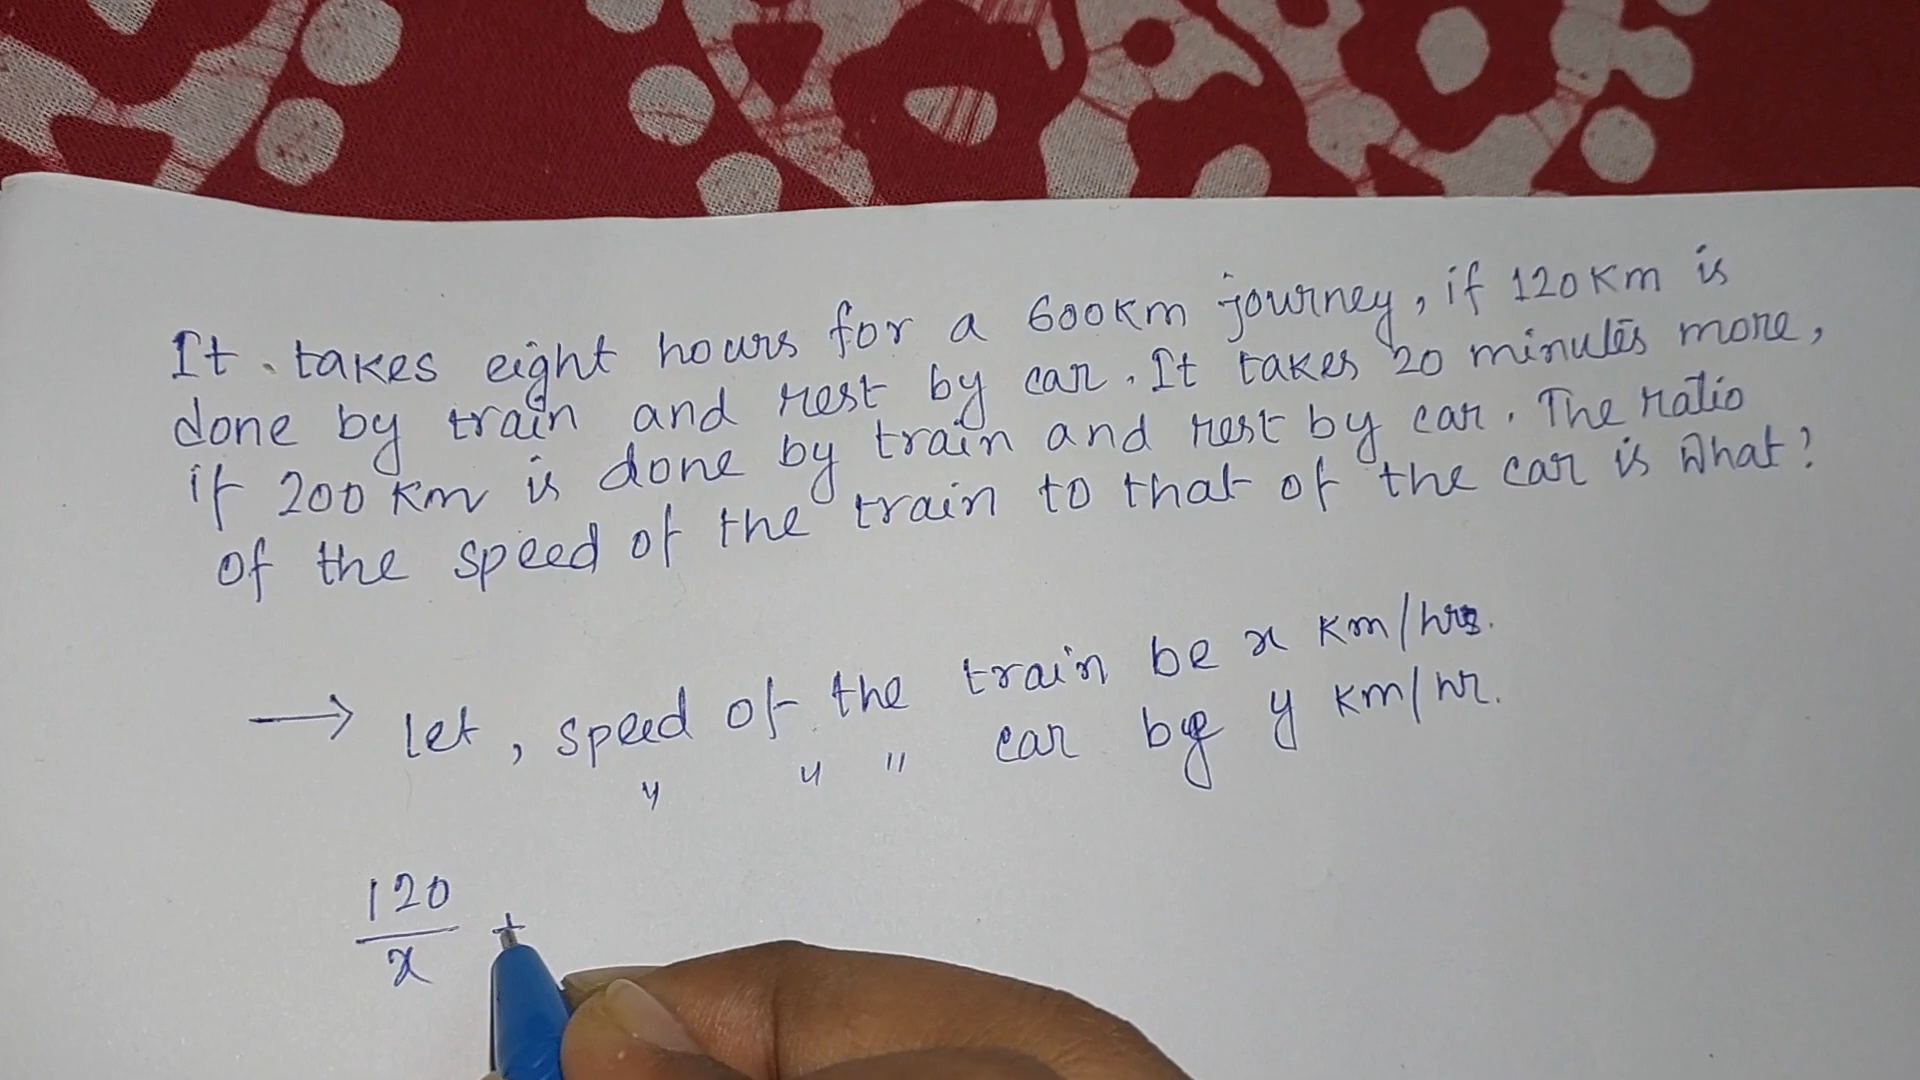 It takes eight hours for a 600km journey, if 120km is
done by train and rest by car. It takes 20 minutes more,
if 200 km is done by train and rest by car. The ratio
of the speed of the train to that of the car is What?
→ let, speed of the train be x km/hrs.
" " " car be y km/hr.
120/x +